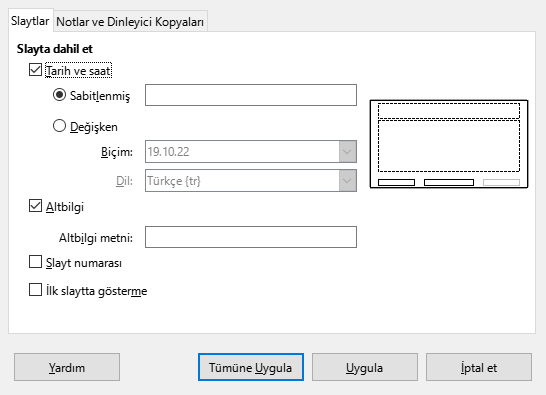 Slaytlar
Notlar ve Dinleyici Kopyaları
Slayta dahil et
Tarih ve saat
Sabitlenmiş
Değişken
Biçim: 19.10.22
Dil: Türkçe {tr}
Altbilgi
Altbilgi metni:
Slayt numarası
İlk slaytta gösterme
Yardım
Tümüne Uygula
Uygula
İptal et